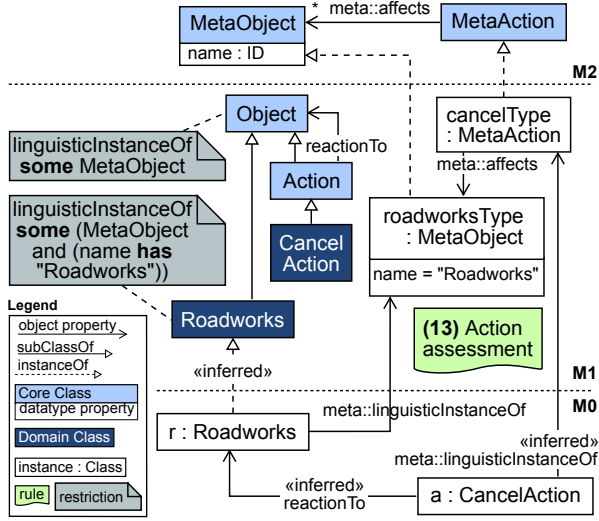 MetaObject
name : ID
* meta::affects
MetaAction
M2
linguisticInstanceOf
some MetaObject
Object
reactionTo
Action
Cancel
Action
cancelType
: MetaAction
meta::affects
linguisticInstanceOf
some (MetaObject
and (name has
"Roadworks"))
roadworksType
: MetaObject
name = "Roadworks"
Roadworks
(13) Action
assessment
«inferred»
M1
M0
Legend
object property
subClassOf
instanceOf
Core Class
datatype property
Domain Class
instance : Class
rule
restriction
meta::linguisticInstanceOf
r : Roadworks
«inferred»
meta::linguisticInstanceOf
«inferred»
reactionTo
a : CancelAction